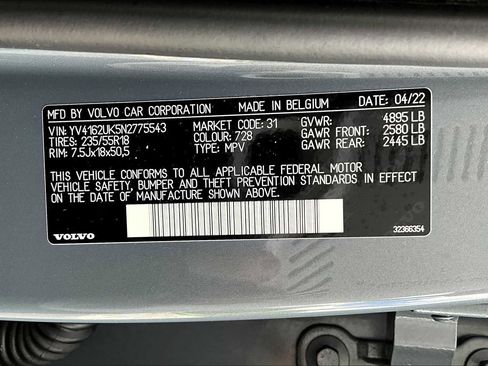 MFD BY VOLVO CAR CORPORATION MADE IN BELGIUM DATE: 04/22
VIN: YV4162UK5N2775543 MARKET CODE: 31 GVWR: 4895 LB
TIRES: 235/55R18 COLOUR: 728 GAWR FRONT: 2580 LB
RIM: 7.5Jx18x50,5 TYPE: MPV GAWR REAR: 2445 LB
THIS VEHICLE CONFORMS TO ALL APPLICABLE FEDERAL MOTOR
VEHICLE SAFETY, BUMPER AND THEFT PREVENTION STANDARDS IN EFFECT
ON THE DATE OF MANUFACTURE SHOWN ABOVE.
VOLVO 32366354